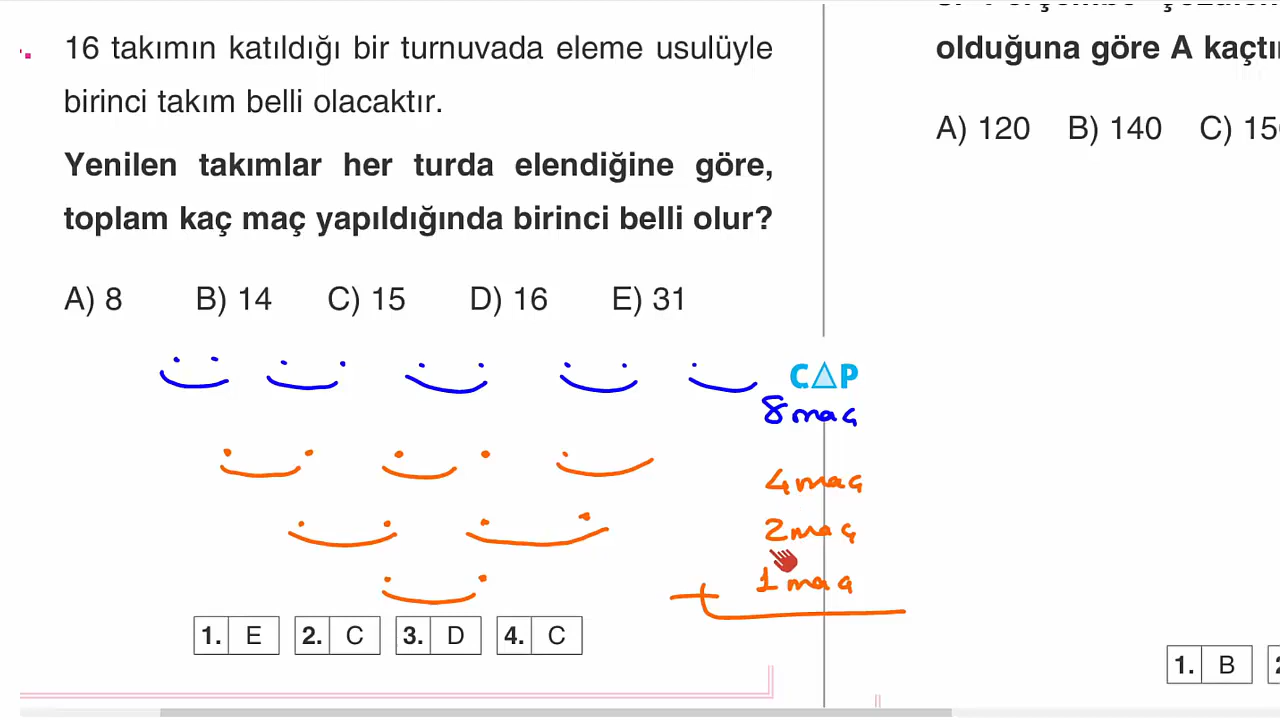 16 takımın katıldığı bir turnuvada eleme usulüyle
birinci takım belli olacaktır.
Yenilen takımlar her turda elendiğine göre,
toplam kaç maç yapıldığında birinci belli olur?
A) 8 B) 14 C) 15 D) 16 E) 31
CAP
8 maç
4 maç
2 maç
1 maç
1. E 2. C 3. D 4. C
olduğuna göre A kaçtı
A) 120 B) 140 C) 15
1. B